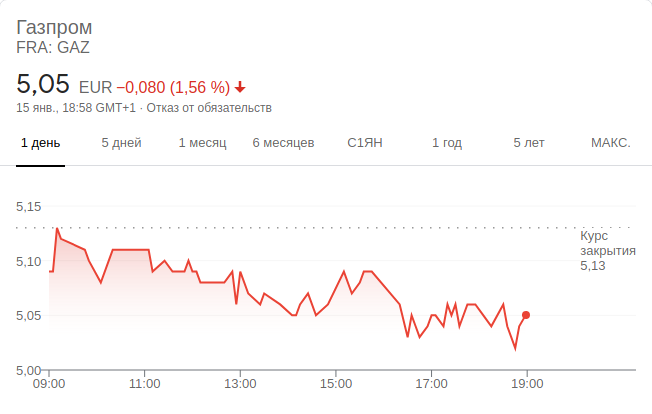 Газпром
FRA: GAZ
5,05 EUR −0,080 (1,56 %)
15 янв., 18:58 GMT+1 · Отказ от обязательств
1 день 5 дней 1 месяц 6 месяцев С1ЯН 1 год 5 лет МАКС.
5,15
Курс
закрытия
5,13
5,10
5,05
5,00
09:00 11:00 13:00 15:00 17:00 19:00